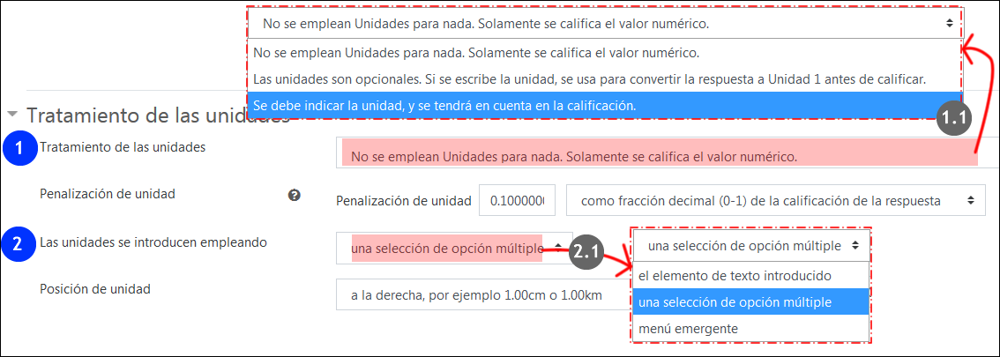 No se emplean Unidades para nada. Solamente se califica el valor numérico.
No se emplean Unidades para nada. Solamente se califica el valor numérico.
Las unidades son opcionales. Si se escribe la unidad, se usa para convertir la respuesta a Unidad 1 antes de calificar.
Se debe indicar la unidad, y se tendrá en cuenta en la calificación.
1.1
Tratamiento de las unidades
1 Tratamiento de las unidades No se emplean Unidades para nada. Solamente se califica el valor numérico.
Penalización de unidad ? Penalización de unidad 0.1000000 como fracción decimal (0-1) de la calificación de la respuesta
2 Las unidades se introducen empleando una selección de opción múltiple 2.1 una selección de opción múltiple
el elemento de texto introducido
Posición de unidad a la derecha, por ejemplo 1.00cm o 1.00km
una selección de opción múltiple
menú emergente